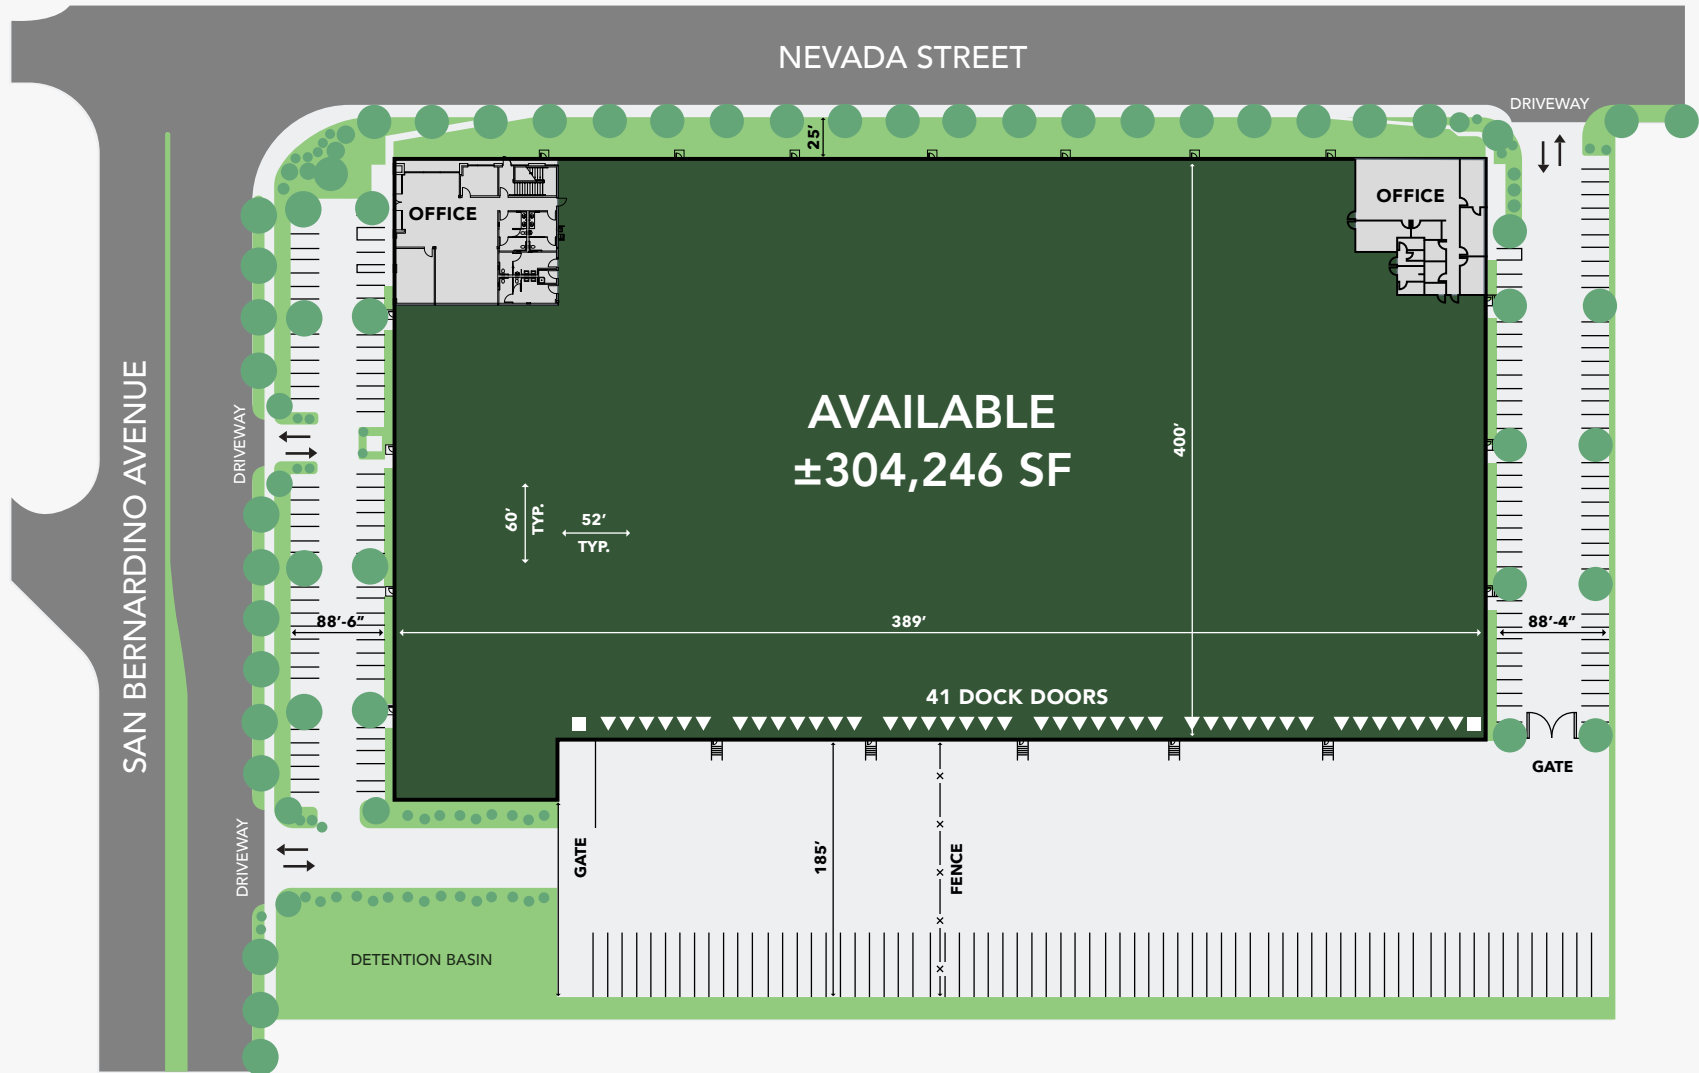 NEVADA STREET
DRIVEWAY
25’
OFFICE
OFFICE
AVAILABLE
±304,246 SF
400’
SAN BERNARDINO AVENUE
DRIVEWAY
60’
TYP.
52’
TYP.
88’-6”
389’
88’-4”
41 DOCK DOORS
GATE
DRIVEWAY
GATE
185’
FENCE
DETENTION BASIN